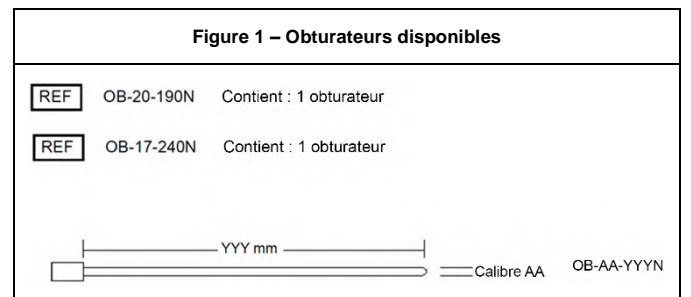 Figure 1 – Obturateurs disponibles
REF OB-20-190N Contient : 1 obturateur
REF OB-17-240N Contient : 1 obturateur
YYY mm
Calibre AA OB-AA-YYYN